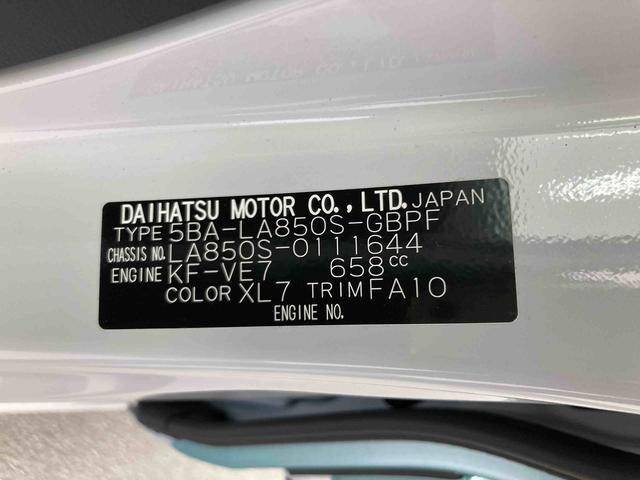 DAIHATSU MOTOR CO., LTD. JAPAN
TYPE 5BA-LA850S-GBPF
CHASSIS NO. LA850S-0111644
ENGINE KF-VE7 658cc
COLOR XL7 TRIM FA10
ENGINE NO.